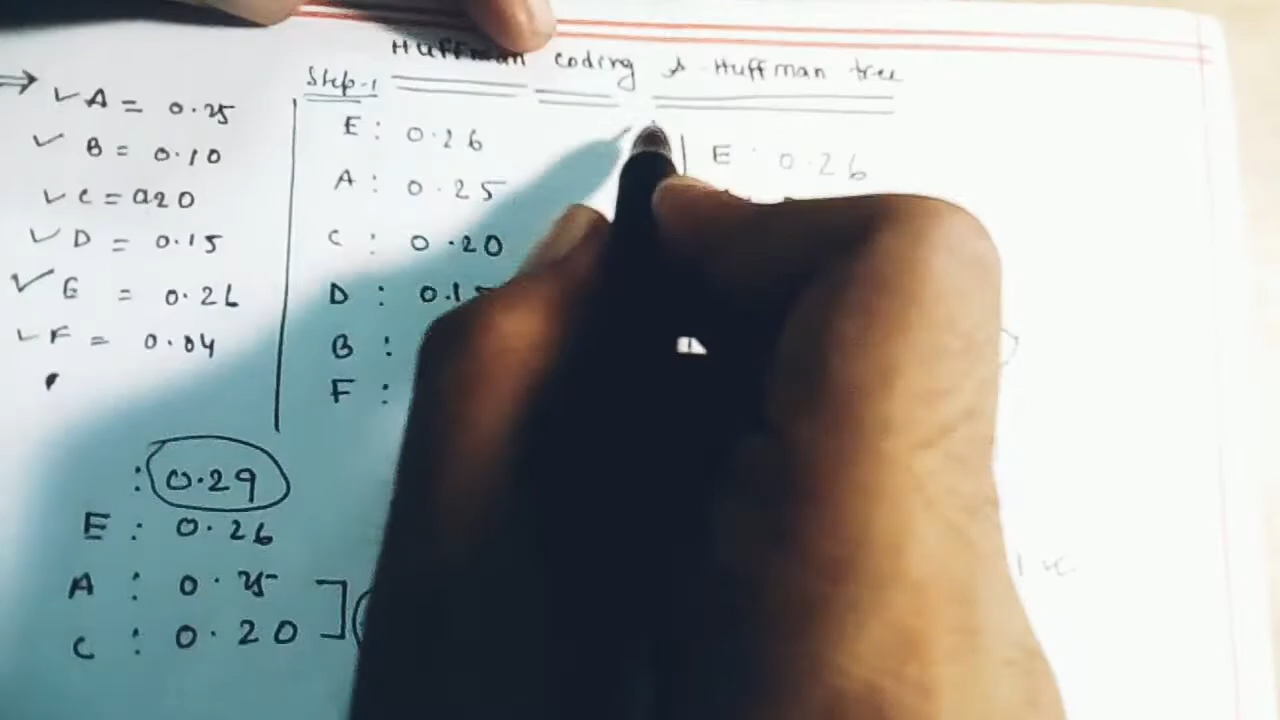 Huffman coding & Huffman tree
⇒ ✓ A = 0.25
✓ B = 0.10
✓ C = 0.20
✓ D = 0.15
✓ E = 0.26
✓ F = 0.04
Step-1
E : 0.26
A : 0.25
C : 0.20
D : 0.15
B :
F :
E : 0.26
: 0.29
E : 0.26
A : 0.25
C : 0.20